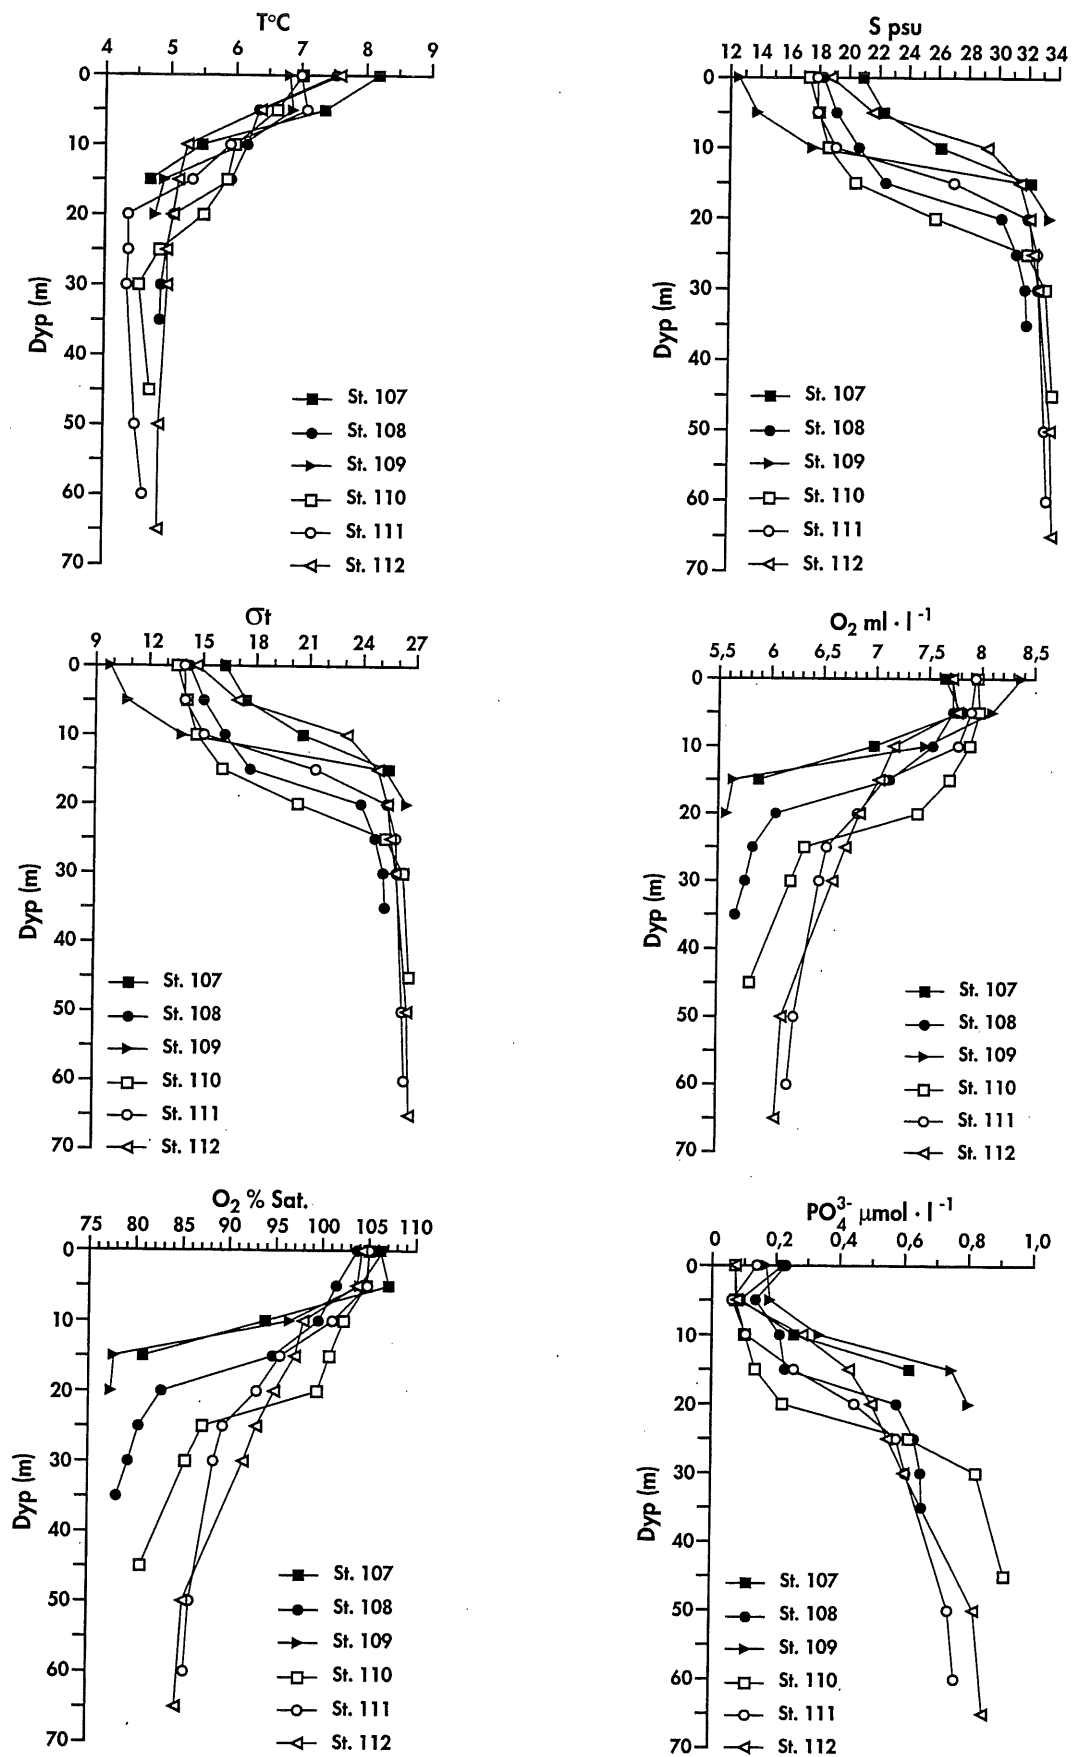 T°C
4 5 6 7 8 9
0
10
20
30
40
50
60
70
Dyp (m)
St. 107
St. 108
St. 109
St. 110
St. 111
St. 112
S psu
12 14 16 18 20 22 24 26 28 30 32 34
0
10
20
30
40
50
60
70
Dyp (m)
St. 107
St. 108
St. 109
St. 110
St. 111
St. 112
σt
9 12 15 18 21 24 27
0
10
20
30
40
50
60
70
Dyp (m)
St. 107
St. 108
St. 109
St. 110
St. 111
St. 112
O₂ ml · l⁻¹
5,5 6 6,5 7 7,5 8 8,5
0
10
20
30
40
50
60
70
Dyp (m)
St. 107
St. 108
St. 109
St. 110
St. 111
St. 112
O₂ % Sat.
75 80 85 90 95 100 105 110
0
10
20
30
40
50
60
70
Dyp (m)
St. 107
St. 108
St. 109
St. 110
St. 111
St. 112
PO₄³⁻ µmol · l⁻¹
0 0,2 0,4 0,6 0,8 1,0
0
10
20
30
40
50
60
70
Dyp (m)
St. 107
St. 108
St. 109
St. 110
St. 111
St. 112